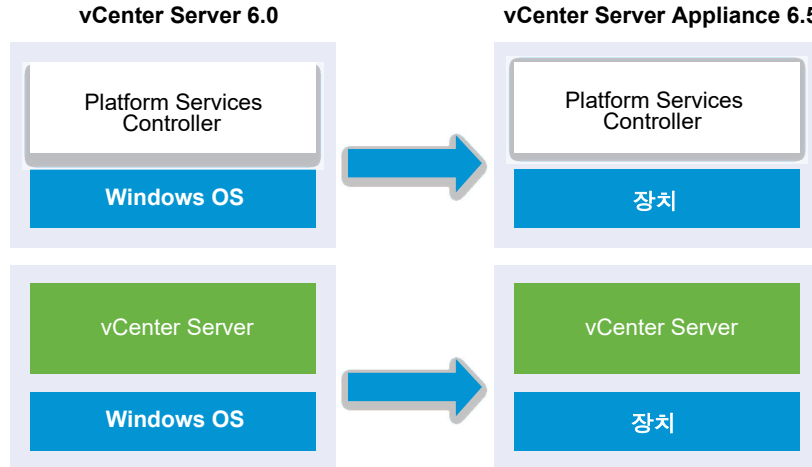 vCenter Server 6.0
vCenter Server Appliance 6.5
Platform Services
Controller
Platform Services
Controller
Windows OS
장치
vCenter Server
vCenter Server
Windows OS
장치